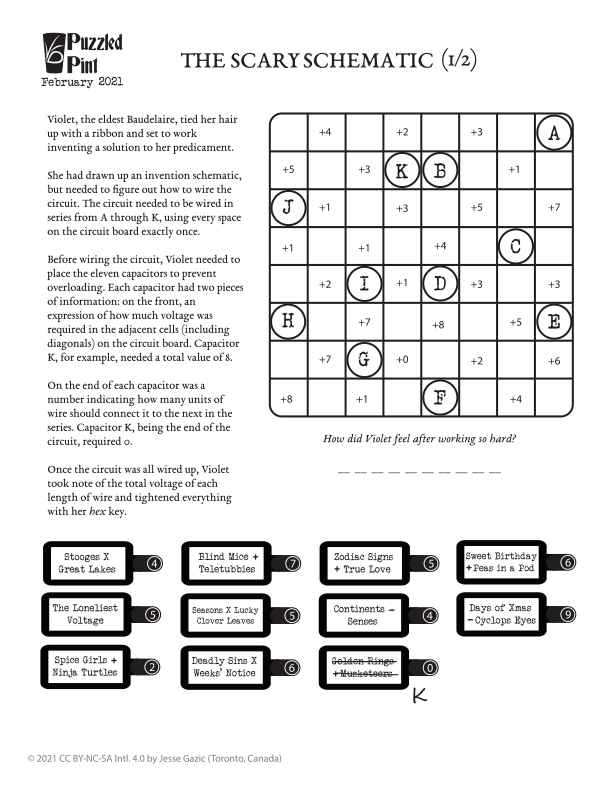 Puzzled
Pint
February 2021
THE SCARY SCHEMATIC (1/2)
Violet, the eldest Baudelaire, tied her hair
up with a ribbon and set to work
inventing a solution to her predicament.
She had drawn up an invention schematic,
but needed to figure out how to wire the
circuit. The circuit needed to be wired in
series from A through K, using every space
on the circuit board exactly once.
Before wiring the circuit, Violet needed to
place the eleven capacitors to prevent
overloading. Each capacitor had two pieces
of information: on the front, an
expression of how much voltage was
required in the adjacent cells (including
diagonals) on the circuit board. Capacitor
K, for example, needed a total value of 8.
On the end of each capacitor was a
number indicating how many units of
wire should connect it to the next in the
series. Capacitor K, being the end of the
circuit, required 0.
Once the circuit was all wired up, Violet
took note of the total voltage of each
length of wire and tightened everything
with her hex key.
+4 +2 +3 A
+5 +3 K B +1
J +1 +3 +5 +7
+1 +1 +4 C
+2 I +1 D +3 +3
H +7 +8 +5 E
+7 G +0 +2 +6
+8 +1 F +4
How did Violet feel after working so hard?
__ __ __ __ __ __ __ __ __ __
Stooges X
Great Lakes
4
Blind Mice +
Teletubbies
7
Zodiac Signs
+ True Love
5
Sweet Birthday
+Peas in a Pod
6
The Loneliest
Voltage
5
Seasons X Lucky
Clover Leaves
5
Continents -
Senses
4
Days of Xmas
- Cyclops Eyes
9
Spice Girls +
Ninja Turtles
2
Deadly Sins X
Weeks' Notice
6
Golden Rings
+Musketeers
0
K
© 2021 CC BY-NC-SA Intl. 4.0 by Jesse Gazic (Toronto, Canada)